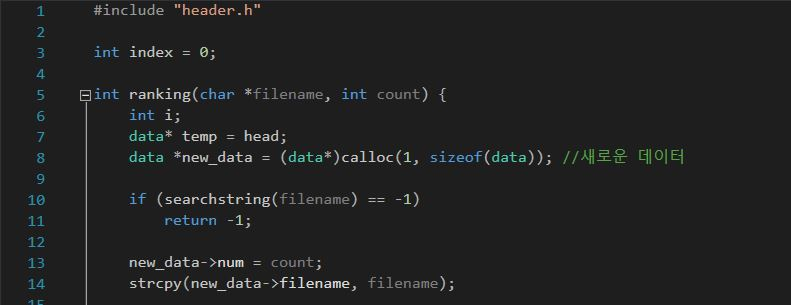 1 #include "header.h"
2
3 int index = 0;
4
5 int ranking(char *filename, int count) {
6 int i;
7 data* temp = head;
8 data *new_data = (data*)calloc(1, sizeof(data)); //새로운 데이터
9
10 if (searchstring(filename) == -1)
11 return -1;
12
13 new_data->num = count;
14 strcpy(new_data->filename, filename);